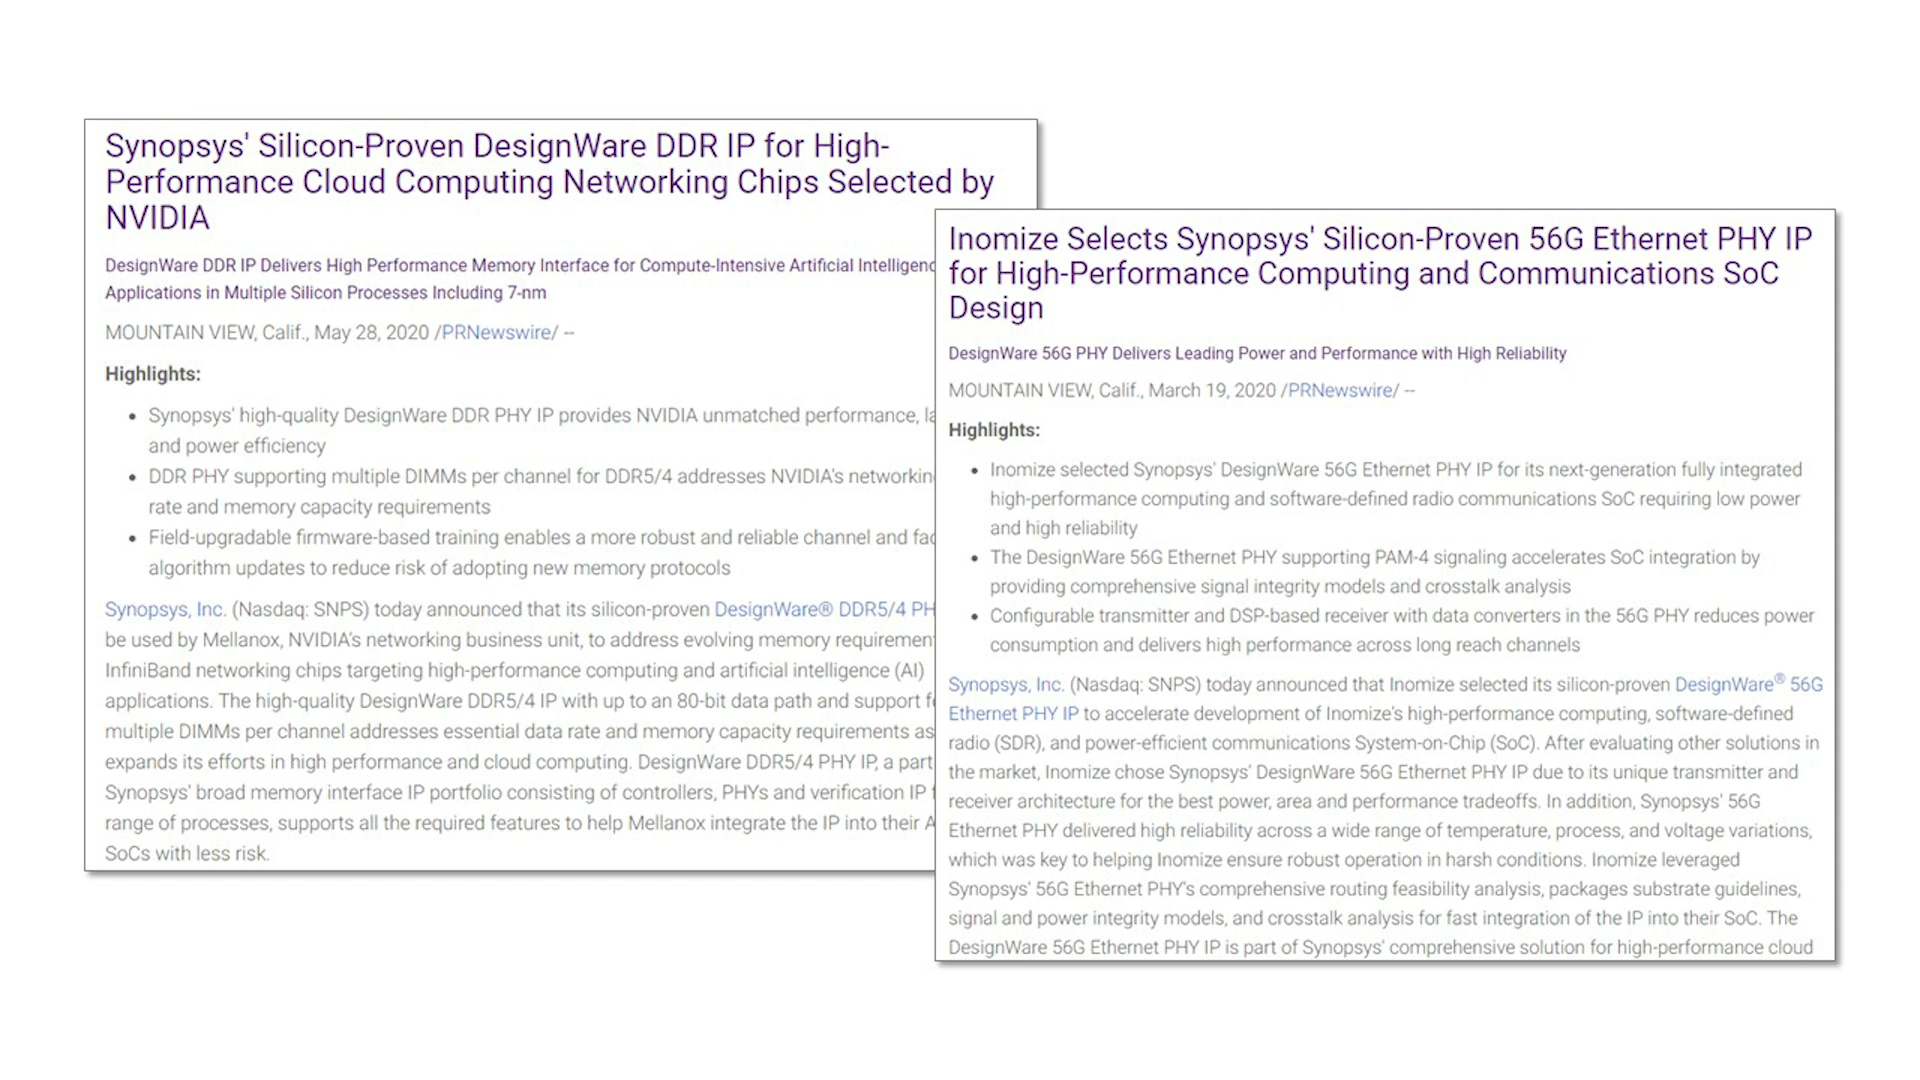 Synopsys' Silicon-Proven DesignWare DDR IP for High-
Performance Cloud Computing Networking Chips Selected by
NVIDIA
DesignWare DDR IP Delivers High Performance Memory Interface for Compute-Intensive Artificial
Applications in Multiple Silicon Processes Including 7-nm
MOUNTAIN VIEW, Calif., May 28, 2020 /PRNewswire/ --
Highlights:
• Synopsys' high-quality DesignWare DDR PHY IP provides NVIDIA unmatched performance,
and power efficiency
• DDR PHY supporting multiple DIMMs per channel for DDR5/4 addresses NVIDIA's
rate and memory capacity requirements
• Field-upgradable firmware-based training enables a more robust and reliable channel and
algorithm updates to reduce risk of adopting new memory protocols
Synopsys, Inc. (Nasdaq: SNPS) today announced that its silicon-proven DesignWare® DDR5/4
be used by Mellanox, NVIDIA's networking business unit, to address evolving memory
InfiniBand networking chips targeting high-performance computing and artificial intelligence (AI)
applications. The high-quality DesignWare DDR5/4 IP with up to an 80-bit data path and support
multiple DIMMs per channel addresses essential data rate and memory capacity requirements as
expands its efforts in high performance and cloud computing. DesignWare DDR5/4 PHY IP, a part
Synopsys' broad memory interface IP portfolio consisting of controllers, PHYs and verification IP
range of processes, supports all the required features to help Mellanox integrate the IP into their
SoCs with less risk.
Inomize Selects Synopsys' Silicon-Proven 56G Ethernet PHY IP
for High-Performance Computing and Communications SoC
Design
DesignWare 56G PHY Delivers Leading Power and Performance with High Reliability
MOUNTAIN VIEW, Calif., March 19, 2020 /PRNewswire/ --
Highlights:
• Inomize selected Synopsys' DesignWare 56G Ethernet PHY IP for its next-generation fully integrated
high-performance computing and software-defined radio communications SoC requiring low power
and high reliability
• The DesignWare 56G Ethernet PHY supporting PAM-4 signaling accelerates SoC integration by
providing comprehensive signal integrity models and crosstalk analysis
• Configurable transmitter and DSP-based receiver with data converters in the 56G PHY reduces power
consumption and delivers high performance across long reach channels
Synopsys, Inc. (Nasdaq: SNPS) today announced that Inomize selected its silicon-proven DesignWare® 56G
Ethernet PHY IP to accelerate development of Inomize's high-performance computing, software-defined
radio (SDR), and power-efficient communications System-on-Chip (SoC). After evaluating other solutions in
the market, Inomize chose Synopsys' DesignWare 56G Ethernet PHY IP due to its unique transmitter and
receiver architecture for the best power, area and performance tradeoffs. In addition, Synopsys' 56G
Ethernet PHY delivered high reliability across a wide range of temperature, process, and voltage variations,
which was key to helping Inomize ensure robust operation in harsh conditions. Inomize leveraged
Synopsys' 56G Ethernet PHY's comprehensive routing feasibility analysis, packages substrate guidelines,
signal and power integrity models, and crosstalk analysis for fast integration of the IP into their SoC. The
DesignWare 56G Ethernet PHY IP is part of Synopsys' comprehensive solution for high-performance cloud